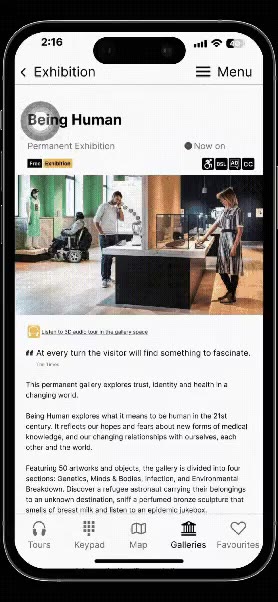 2:16
Exhibition
Menu
Being Human
Permanent Exhibition
Now on
Free Exhibition
BSL
AD
CC
Listen to 3D audio tour in the gallery space
" At every turn the visitor will find something to fascinate.
The Times
This permanent gallery explores trust, identity and health in a
changing world.
Being Human explores what it means to be human in the 21st
century. It reflects our hopes and fears about new forms of medical
knowledge, and our changing relationships with ourselves, each
other and the world.
Featuring 50 artworks and objects, the gallery is divided into four
sections: Genetics, Minds & Bodies, Infection, and Environmental
Breakdown. Discover a refugee astronaut carrying their belongings
to an unknown destination, sniff a perfumed bronze sculpture that
smells of breast milk and listen to an epidemic jukebox.
Tours
Keypad
Map
Galleries
Favourites